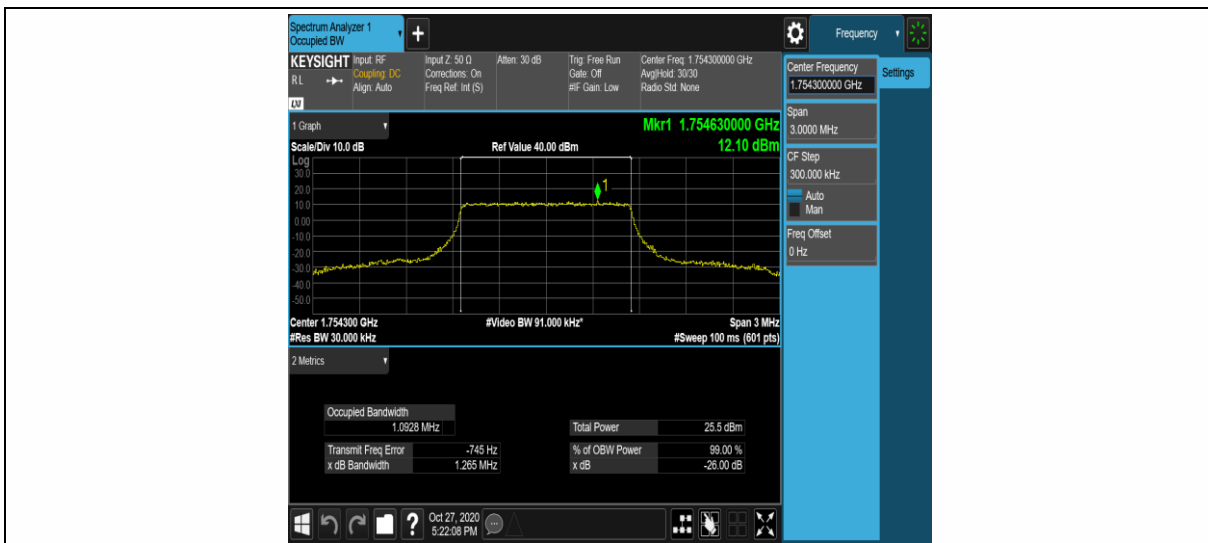 Spectrum Analyzer 1
Occupied BW
+
Frequency
KEYSIGHT
RL
LXI
Input: RF
Coupling: DC
Align: Auto
Input Z: 50 Ω
Corrections: On
Freq Ref: Int (S)
Atten: 30 dB
Trig: Free Run
Gate: Off
#IF Gain: Low
Center Freq: 1.754300000 GHz
Avg|Hold: 30/30
Radio Std: None
Center Frequency
1.754300000 GHz
Settings
Span
3.0000 MHz
CF Step
300.000 kHz
Auto
Man
Freq Offset
0 Hz
1 Graph
Mkr1 1.754630000 GHz
12.10 dBm
Scale/Div 10.0 dB
Ref Value 40.00 dBm
Log
30.0
20.0
10.0
0.00
-10.0
-20.0
-30.0
-40.0
-50.0
1
Center 1.754300 GHz
#Video BW 91.000 kHz*
Span 3 MHz
#Res BW 30.000 kHz
#Sweep 100 ms (601 pts)
2 Metrics
Occupied Bandwidth
1.0928 MHz
Total Power 25.5 dBm
Transmit Freq Error -745 Hz
% of OBW Power 99.00 %
x dB Bandwidth 1.265 MHz
x dB -26.00 dB
?
Oct 27, 2020
5:22:08 PM